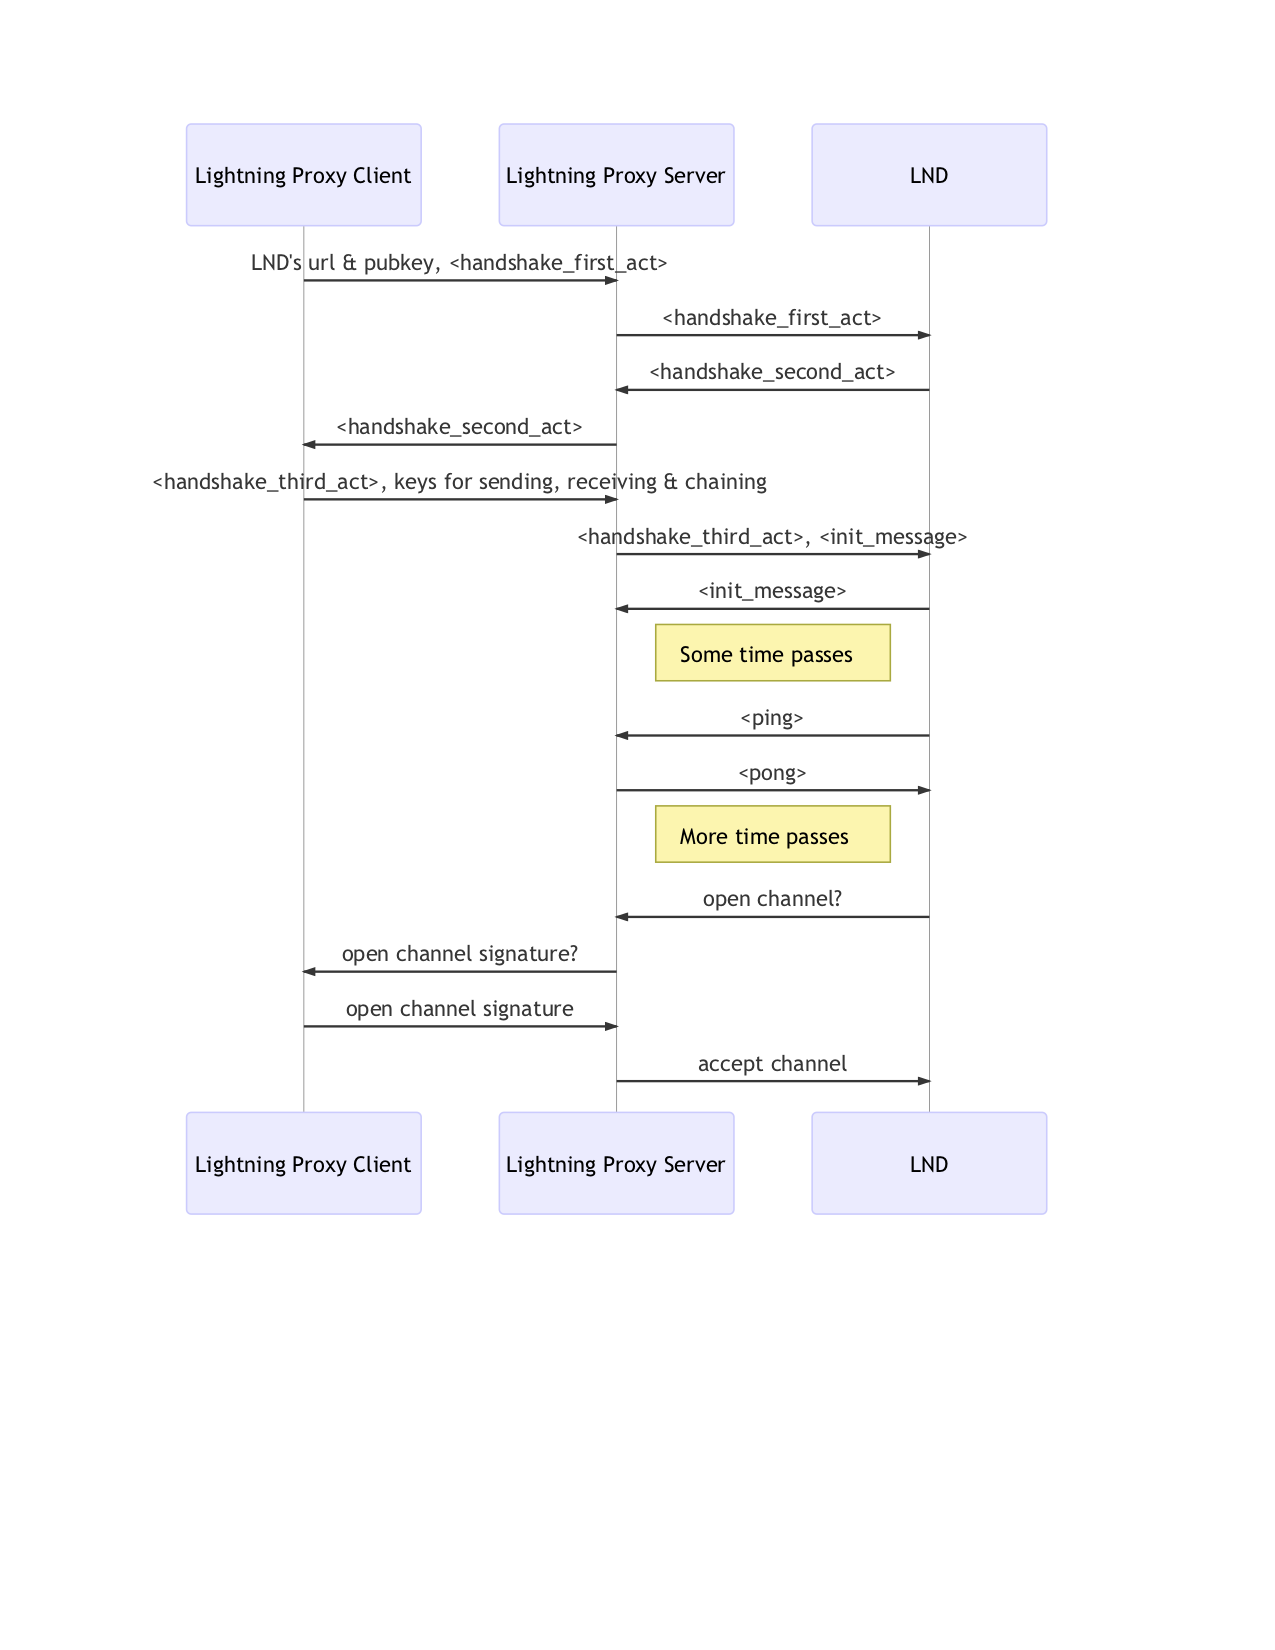 Lightning Proxy Client
Lightning Proxy Server
LND
LND's url & pubkey, <handshake_first_act>
<handshake_first_act>
<handshake_second_act>
<handshake_second_act>
<handshake_third_act>, keys for sending, receiving & chaining
<handshake_third_act>, <init_message>
<init_message>
Some time passes
<ping>
<pong>
More time passes
open channel?
open channel signature?
open channel signature
accept channel
Lightning Proxy Client
Lightning Proxy Server
LND